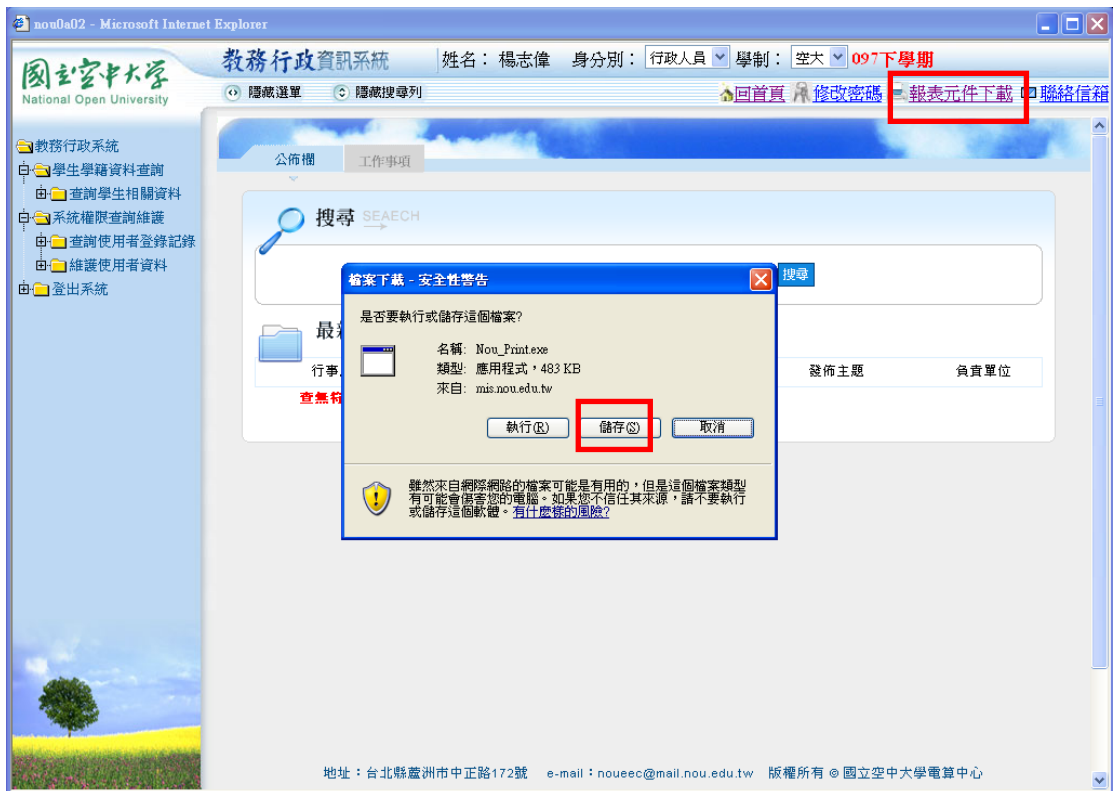 nou0a02 - Microsoft Internet Explorer
國立空中大學
National Open University
教務行政資訊系統 姓名：楊志偉 身分別：行政人員 學制：空大 097下學期
隱藏選單 隱藏搜尋列 回首頁 修改密碼 報表元件下載 聯絡信箱
教務行政系統
學生學籍資料查詢
查詢學生相關資料
系統權限查詢維護
查詢使用者登錄記錄
維護使用者資料
登出系統
公佈欄 工作事項
搜尋 SEAECH
搜尋
最新
行事 發佈主題 負責單位
查無符
檔案下載 - 安全性警告
是否要執行或儲存這個檔案?
名稱: Nou_Print.exe
類型: 應用程式，483 KB
來自: mis.nou.edu.tw
執行(R) 儲存(S) 取消
雖然來自網際網路的檔案可能是有用的，但是這個檔案類型
有可能會傷害您的電腦。如果您不信任其來源，請不要執行
或儲存這個軟體。有什麼樣的風險?
地址：台北縣蘆洲市中正路172號 e-mail：noueec@mail.nou.edu.tw 版權所有 © 國立空中大學電算中心